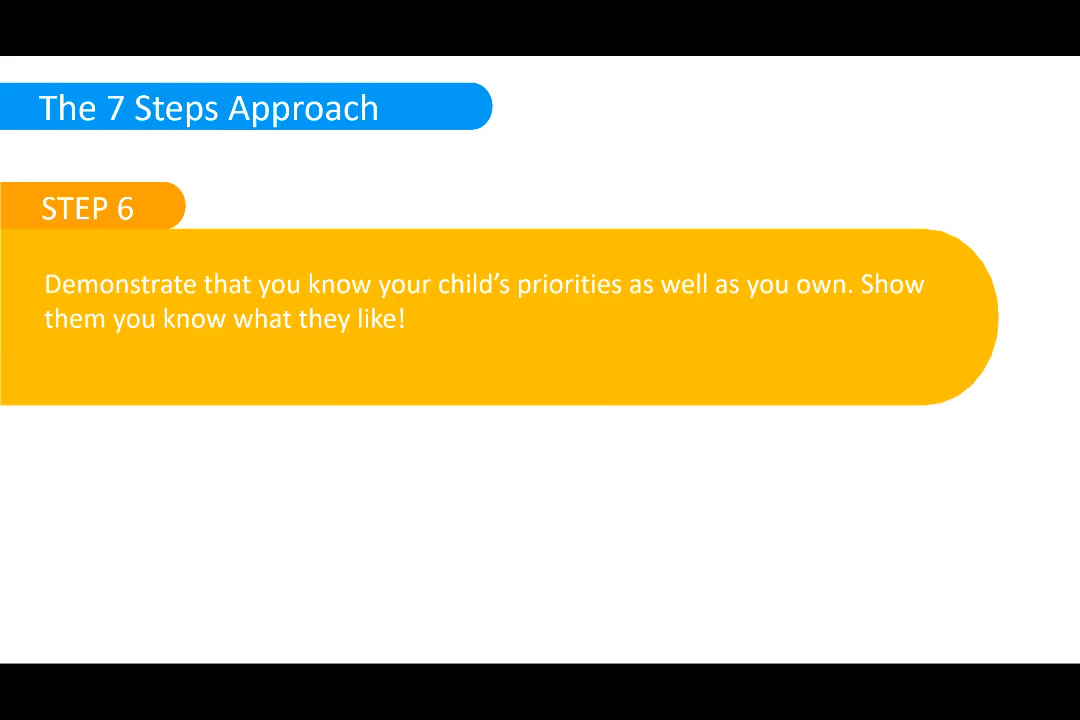 The 7 Steps Approach
STEP 6
Demonstrate that you know your child’s priorities as well as you own. Show
them you know what they like!